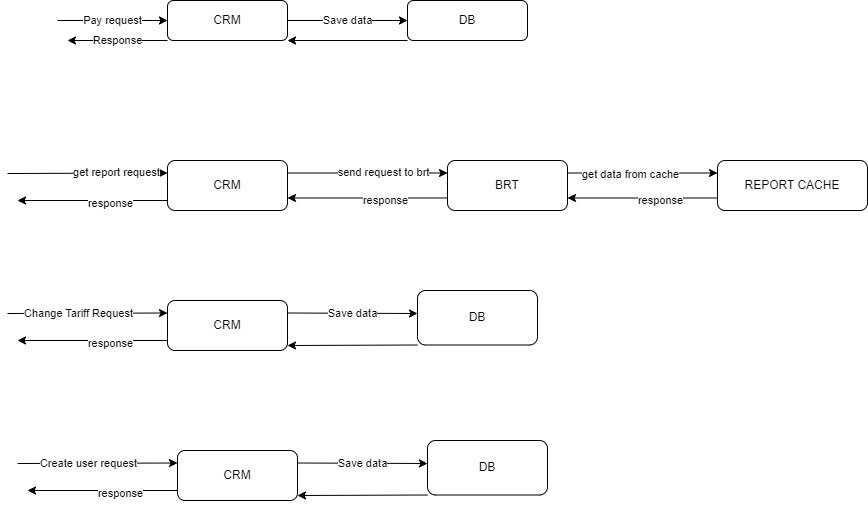 Pay request
CRM
Save data
DB
Response
get report request
CRM
send request to brt
BRT
get data from cache
REPORT CACHE
response
response
response
Change Tariff Request
CRM
Save data
DB
response
Create user request
CRM
Save data
DB
response